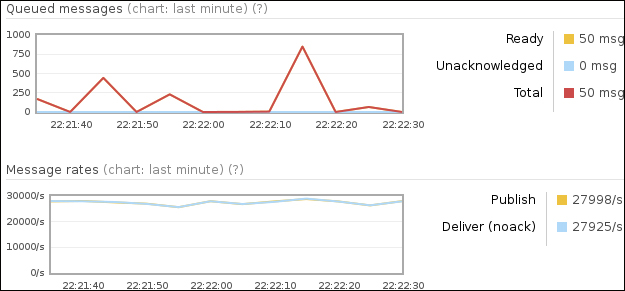 Queued messages (chart: last minute) (?)
1000
750
500
250
0
22:21:40 22:21:50 22:22:00 22:22:10 22:22:20 22:22:30
Ready 50 msg
Unacknowledged 0 msg
Total 50 msg
Message rates (chart: last minute) (?)
30000/s
20000/s
10000/s
0/s
22:21:40 22:21:50 22:22:00 22:22:10 22:22:20 22:22:30
Publish 27998/s
Deliver (noack) 27925/s